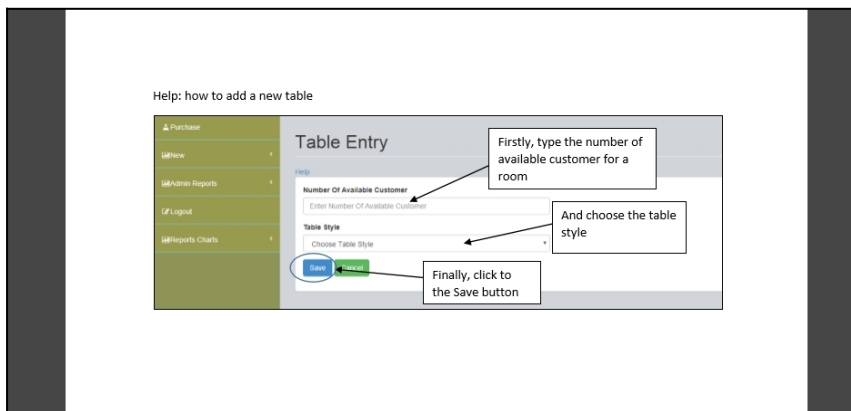 Help: how to add a new table
Purchase
New
Admin Reports
Logout
Reports Charts
Table Entry
Help
Number Of Available Customer
Enter Number Of Available Customer
Table Style
Choose Table Style
Save Cancel
Firstly, type the number of
available customer for a
room
And choose the table
style
Finally, click to
the Save button